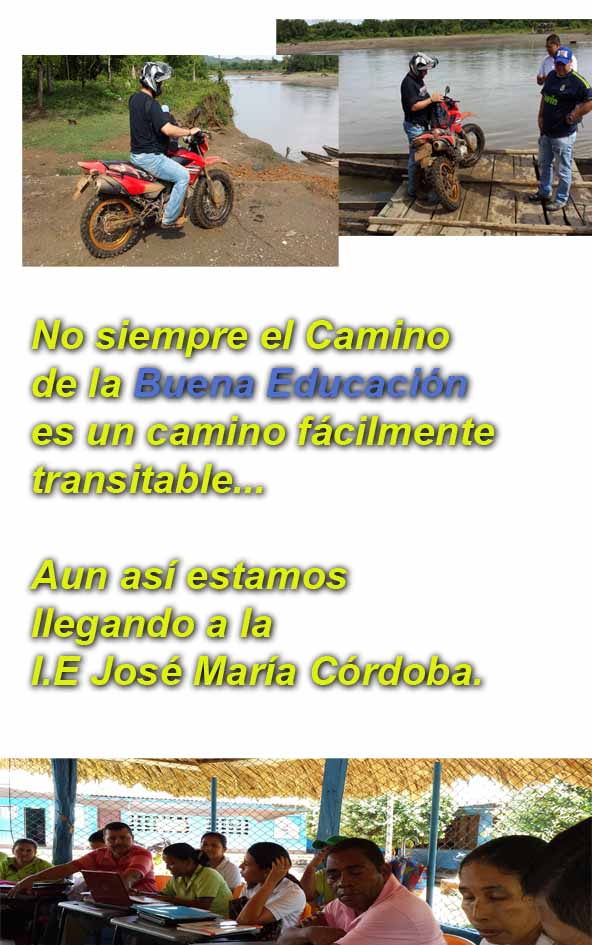 No siempre el Camino
de la Buena Educación
es un camino fácilmente
transitable...
Aun así estamos
llegando a la
I.E José María Córdoba.